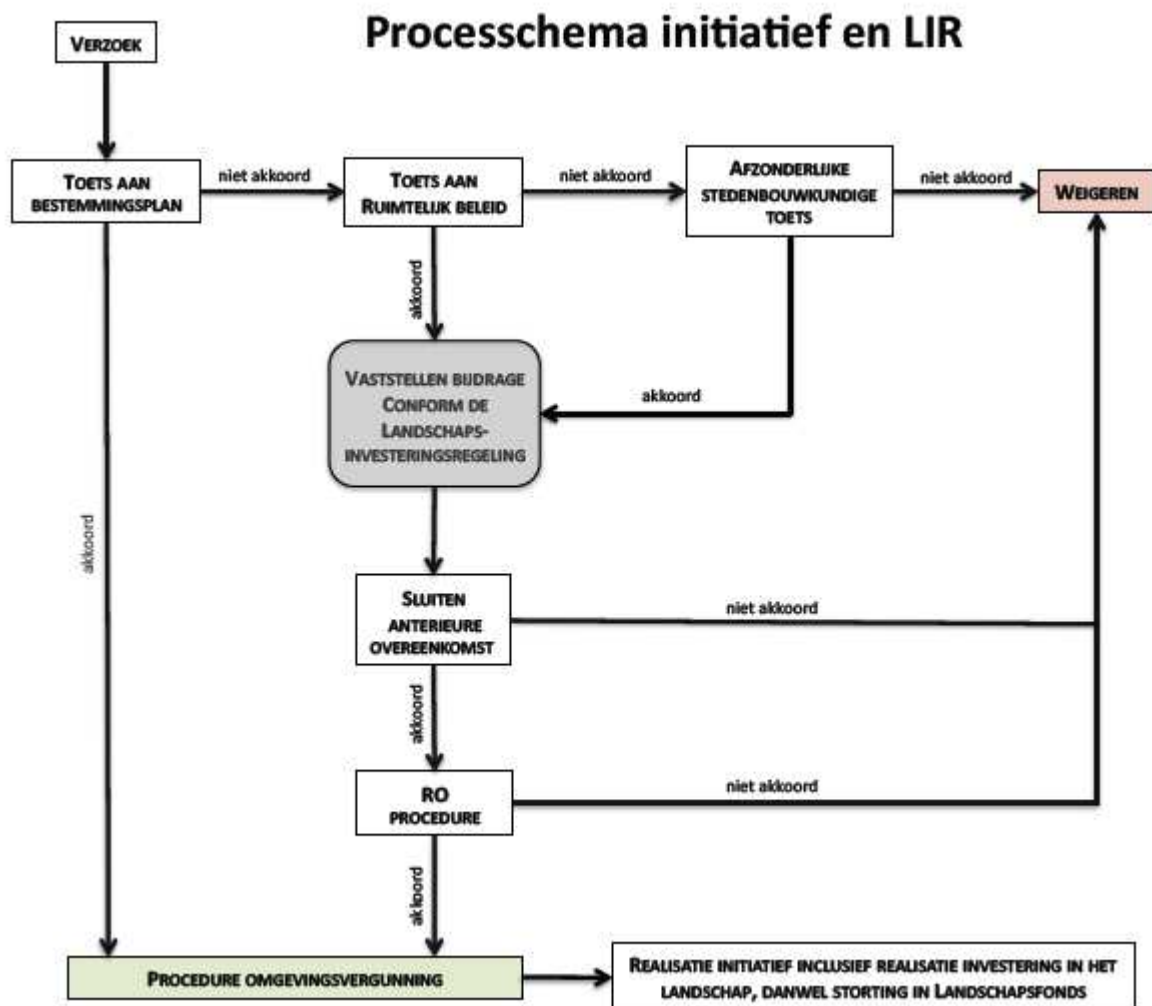 Processchema initiatief en LIR
VERZOEK
TOETS AAN
BESTEMMINGSPLAN
niet akkoord
TOETS AAN
RUIMTELIJK BELEID
niet akkoord
AFZONDERLIJKE
STEDENBOUWKUNDIGE
TOETS
niet akkoord
WEIGEREN
akkoord
VASTSTELLEN BIJDRAGE
CONFORM DE
LANDSCHAPS-
INVESTERINGSREGELING
akkoord
akkoord
SLUITEN
ANTERIEURE
OVEREENKOMST
niet akkoord
akkoord
RO
PROCEDURE
niet akkoord
akkoord
PROCEDURE OMGEVINGSVERGUNNING
REALISATIE INITIATIEF INCLUSIEF REALISATIE INVESTERING IN HET
LANDSCHAP, DANWEL STORTING IN LANDSCHAPSFONDS